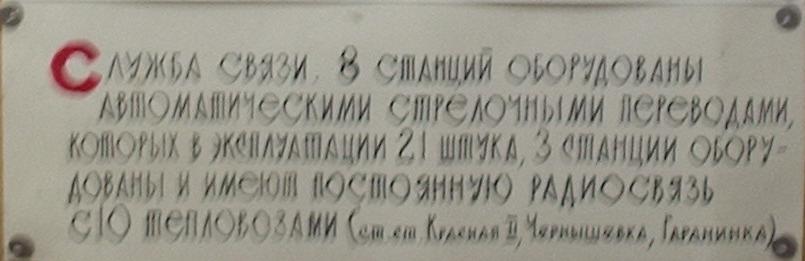 Служба связи. 8 станций оборудованы
автоматическими стрелочными переводами,
которых в эксплуатации 21 штука, 3 станции обору-
дованы и имеют постоянную радиосвязь
с 10 тепловозами (ст. ст. Красная II, Чернышевка, Гаранинка)